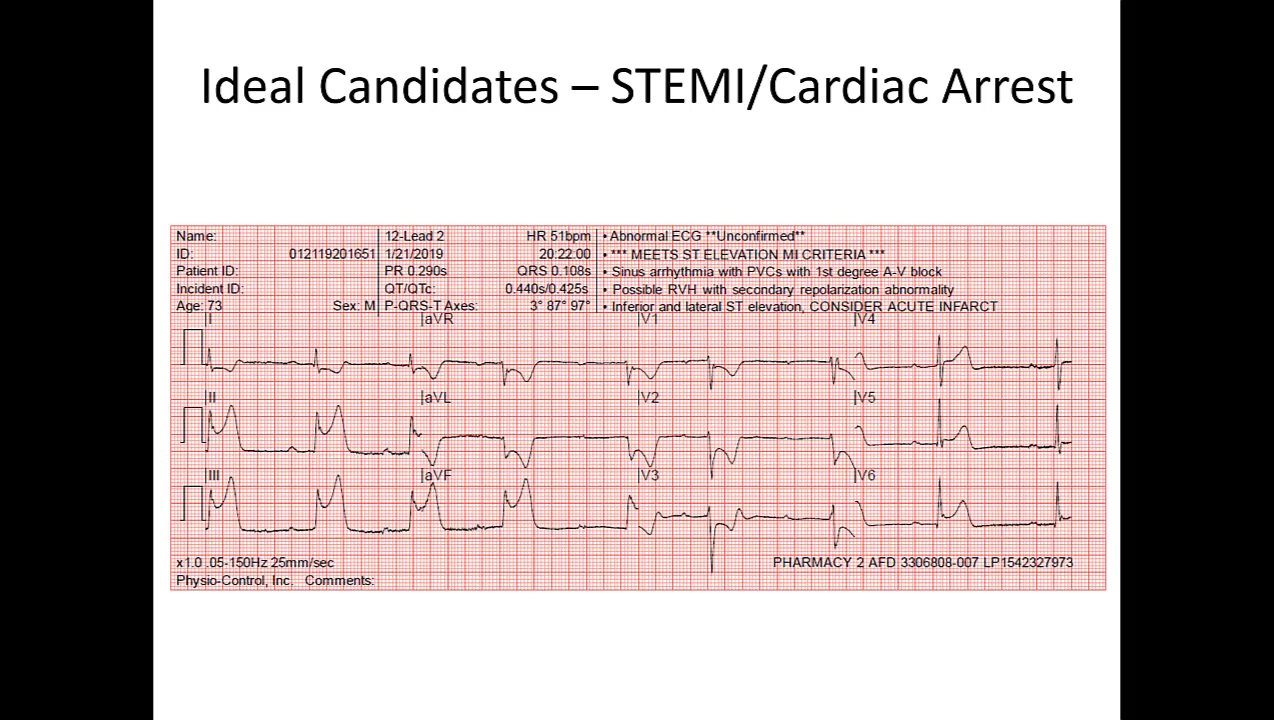 Ideal Candidates – STEMI/Cardiac Arrest
Name: 12-Lead 2 HR 51bpm • Abnormal ECG **Unconfirmed**
ID: 012119201651 1/21/2019 20:22:00 • *** MEETS ST ELEVATION MI CRITERIA ***
Patient ID: PR 0.290s QRS 0.108s • Sinus arrhythmia with PVCs with 1st degree A-V block
Incident ID: QT/QTc: 0.440s/0.425s • Possible RVH with secondary repolarization abnormality
Age: 73 Sex: M P-QRS-T Axes: 3° 87° 97° • Inferior and lateral ST elevation, CONSIDER ACUTE INFARCT
I aVR V1 V4
II aVL V2 V5
III aVF V3 V6
x1.0 .05-150Hz 25mm/sec PHARMACY 2 AFD 3306808-007 LP1542327973
Physio-Control, Inc. Comments: